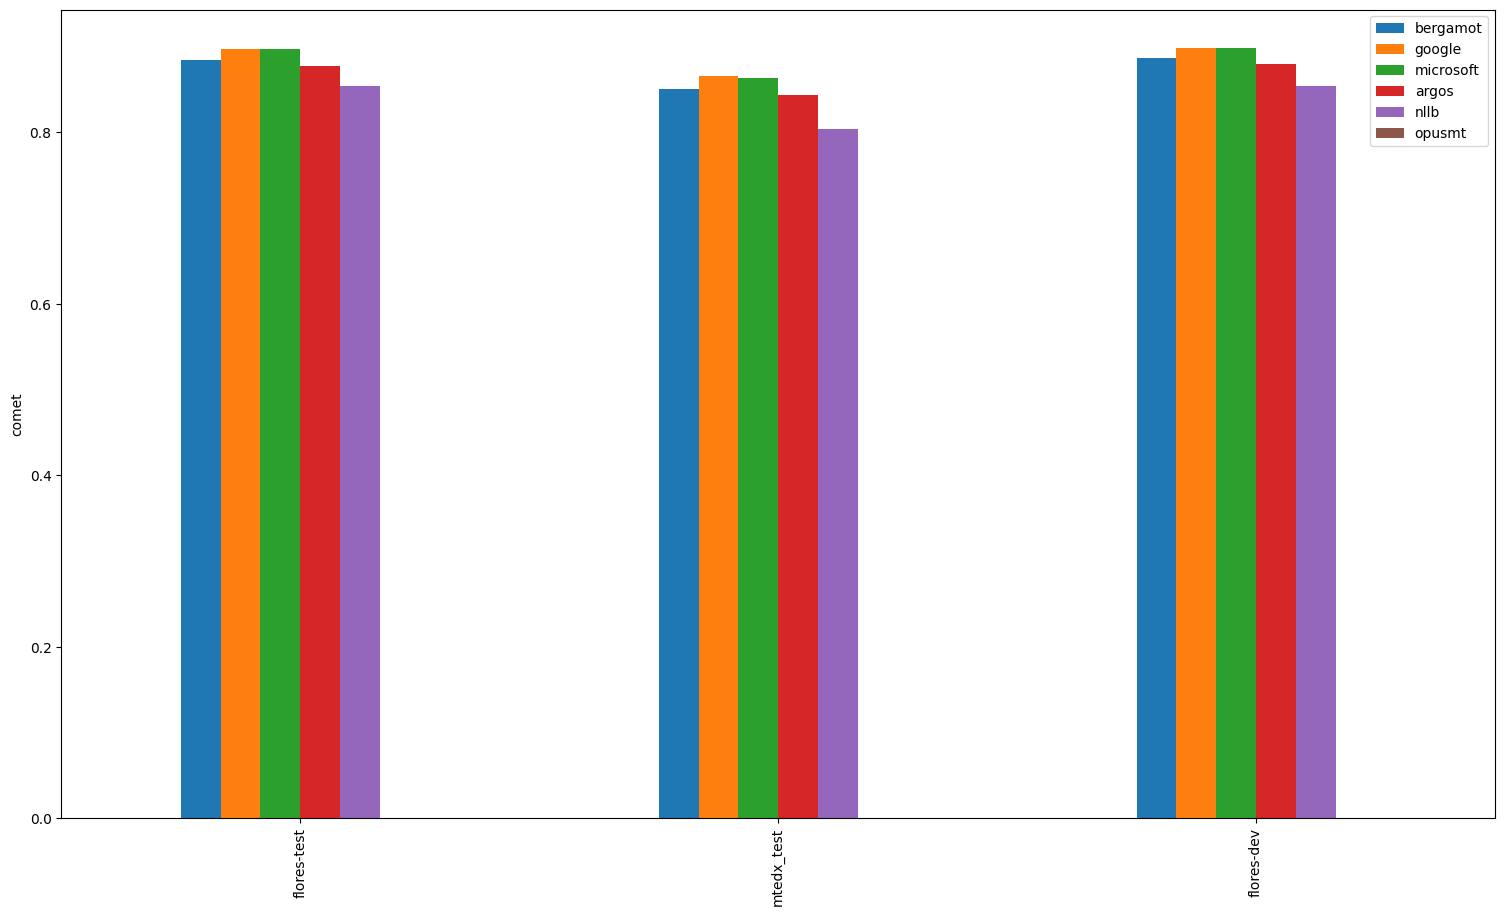 bergamot
google
microsoft
argos
nllb
opusmt
comet
0.8
0.6
0.4
0.2
0.0
flores-test
mtedx_test
flores-dev